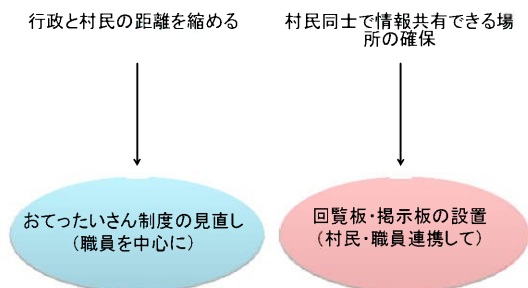 行政と村民の距離を縮める
村民同士で情報共有できる場
所の確保
おてったいさん制度の見直し
（職員を中心に）
回覧板・掲示板の設置
（村民・職員連携して）